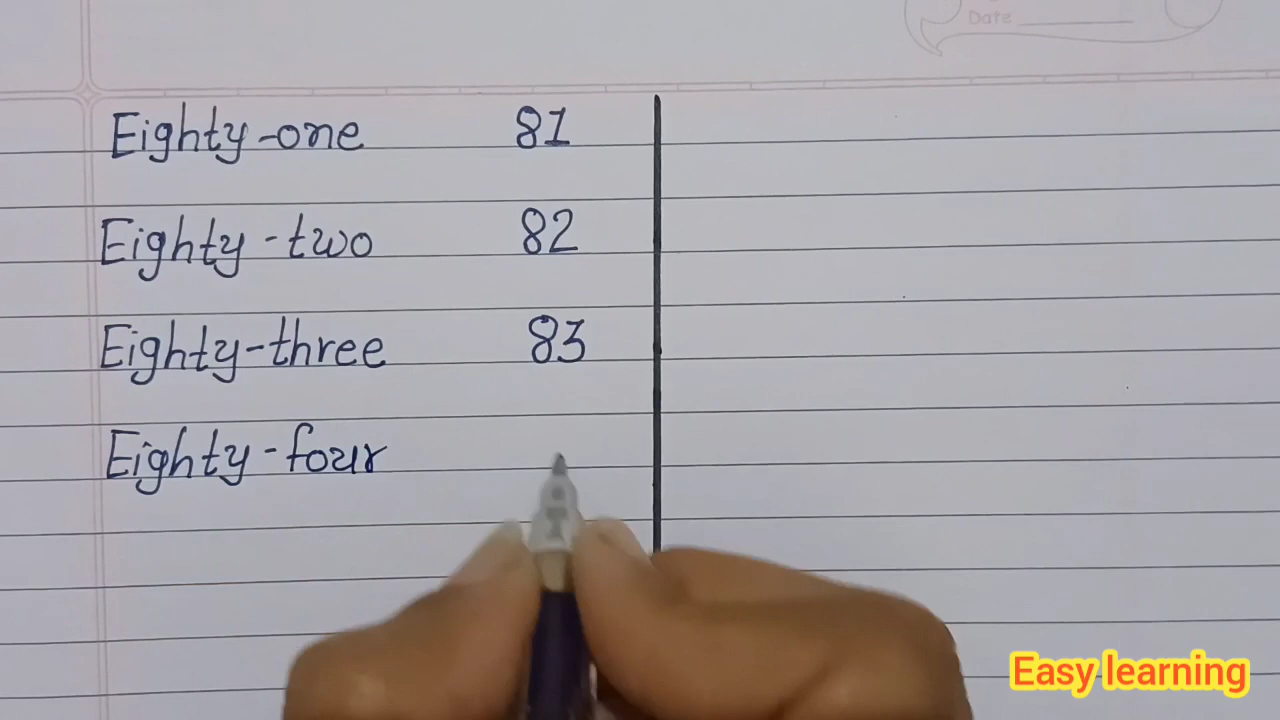 Date
Eighty-one 81
Eighty-two 82
Eighty-three 83
Eighty-four
Easy learning